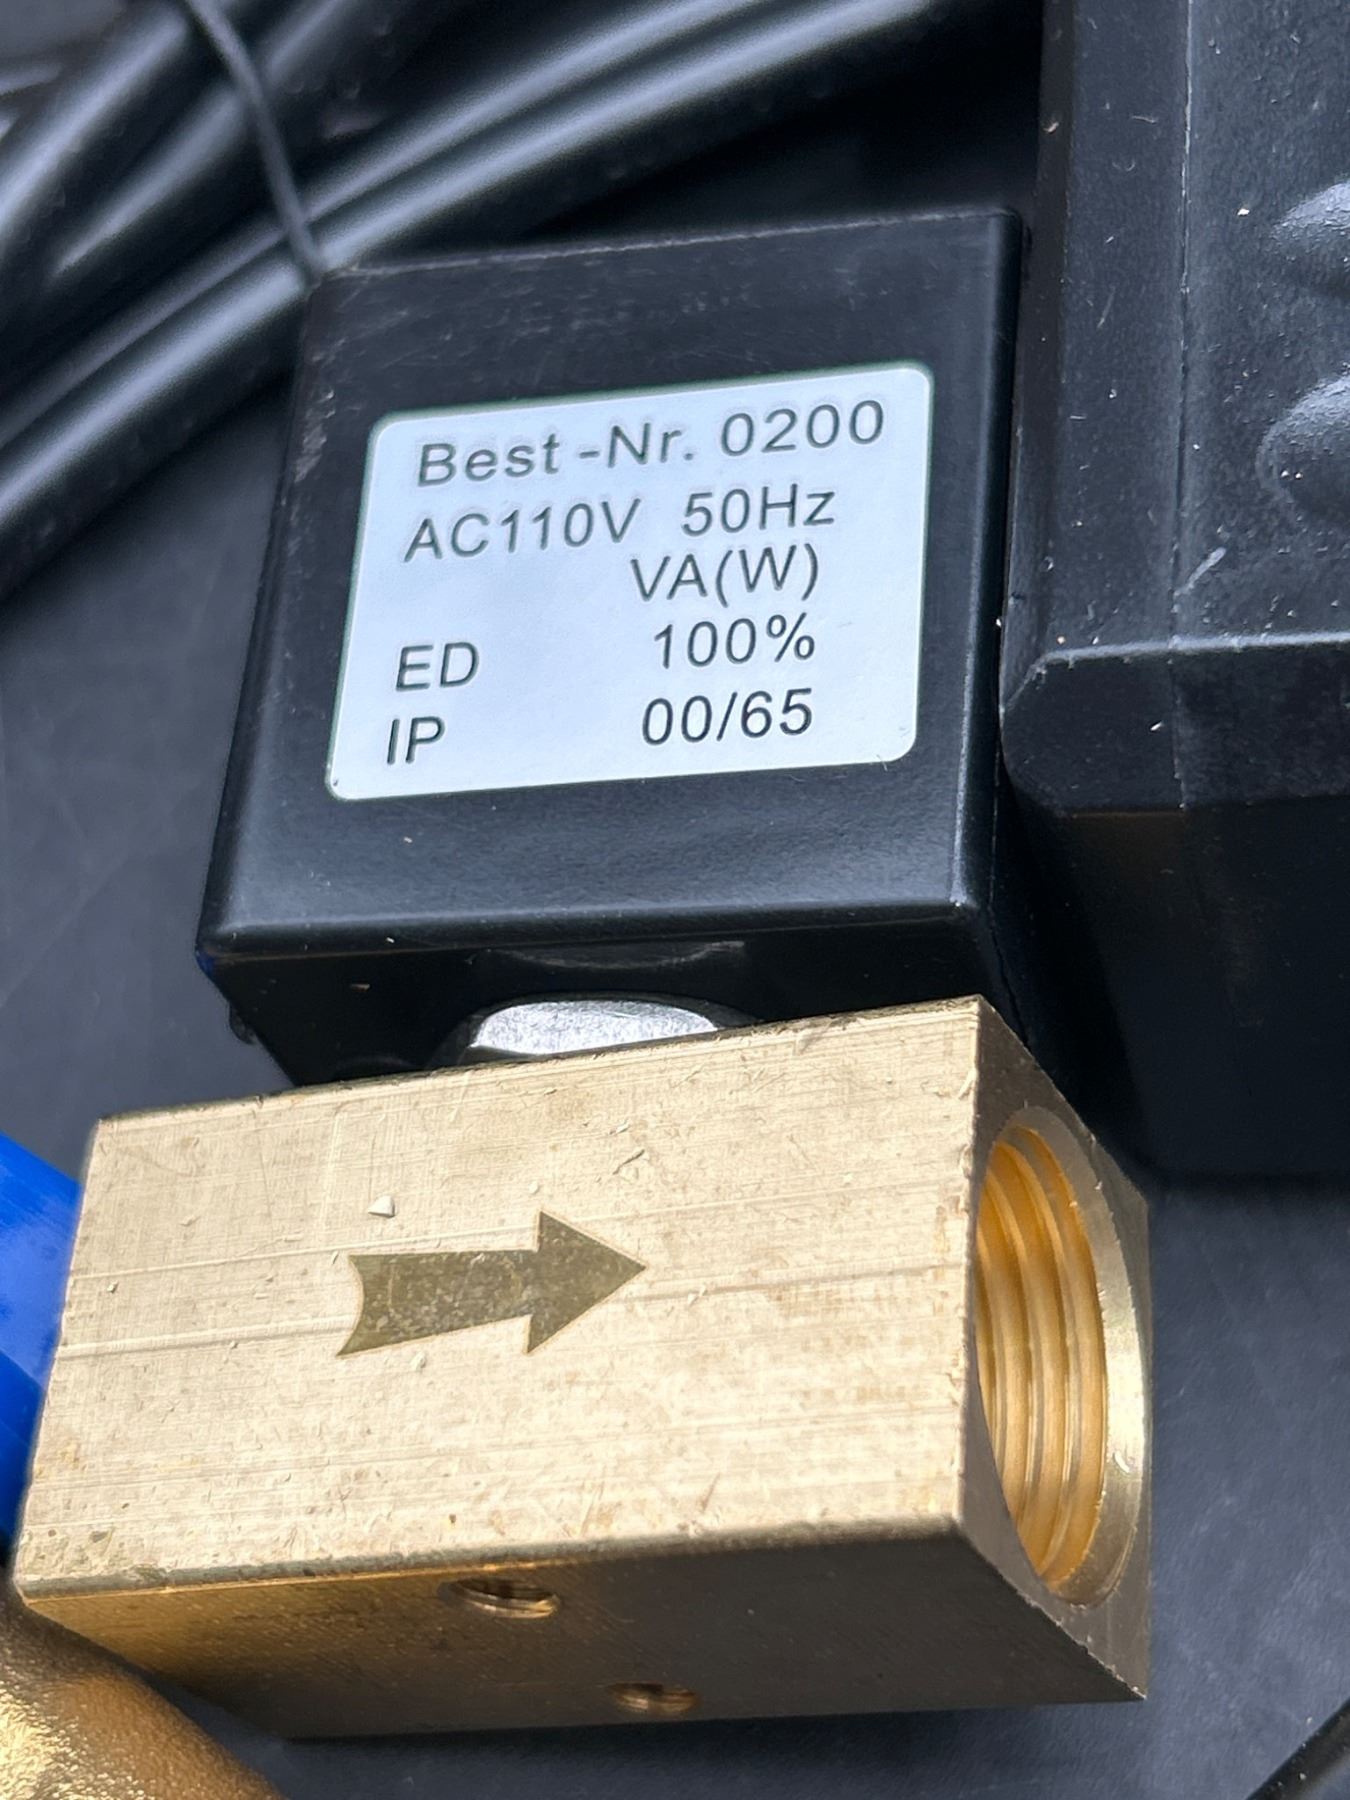 Best-Nr. 0200
AC110V 50Hz
VA(W)
ED 100%
IP 00/65